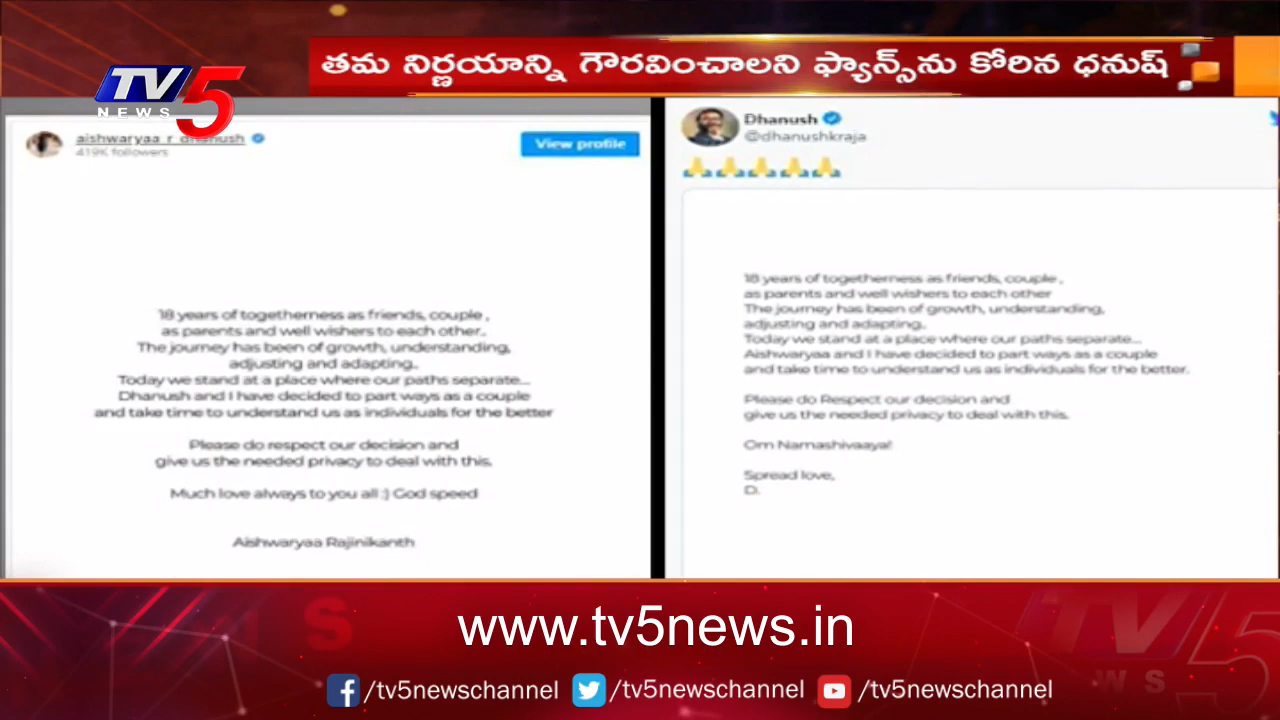 తమ నిర్ణయాన్ని గౌరవించాలని ఫ్యాన్స్‌ను కోరిన ధనుష్
TV5
NEWS
aishwaryaa_r_dhanush
419K followers
View profile
18 years of togetherness as friends, couple ,
as parents and well wishers to each other..
The journey has been of growth, understanding,
adjusting and adapting..
Today we stand at a place where our paths separate...
Dhanush and I have decided to part ways as a couple
and take time to understand us as individuals for the better
Please do respect our decision and
give us the needed privacy to deal with this.
Much love always to you all :) God speed
Aishwaryaa Rajinikanth
Dhanush
@dhanushkraja
🙏🙏🙏🙏🙏
18 years of togetherness as friends, couple ,
as parents and well wishers to each other
The journey has been of growth, understanding,
adjusting and adapting..
Today we stand at a place where our paths separate...
Aishwaryaa and I have decided to part ways as a couple
and take time to understand us as individuals for the better.
Please do Respect our decision and
give us the needed privacy to deal with this.
Om Namashivaaya!
Spread love,
D.
www.tv5news.in
/tv5newschannel
/tv5newschannel
/tv5newschannel